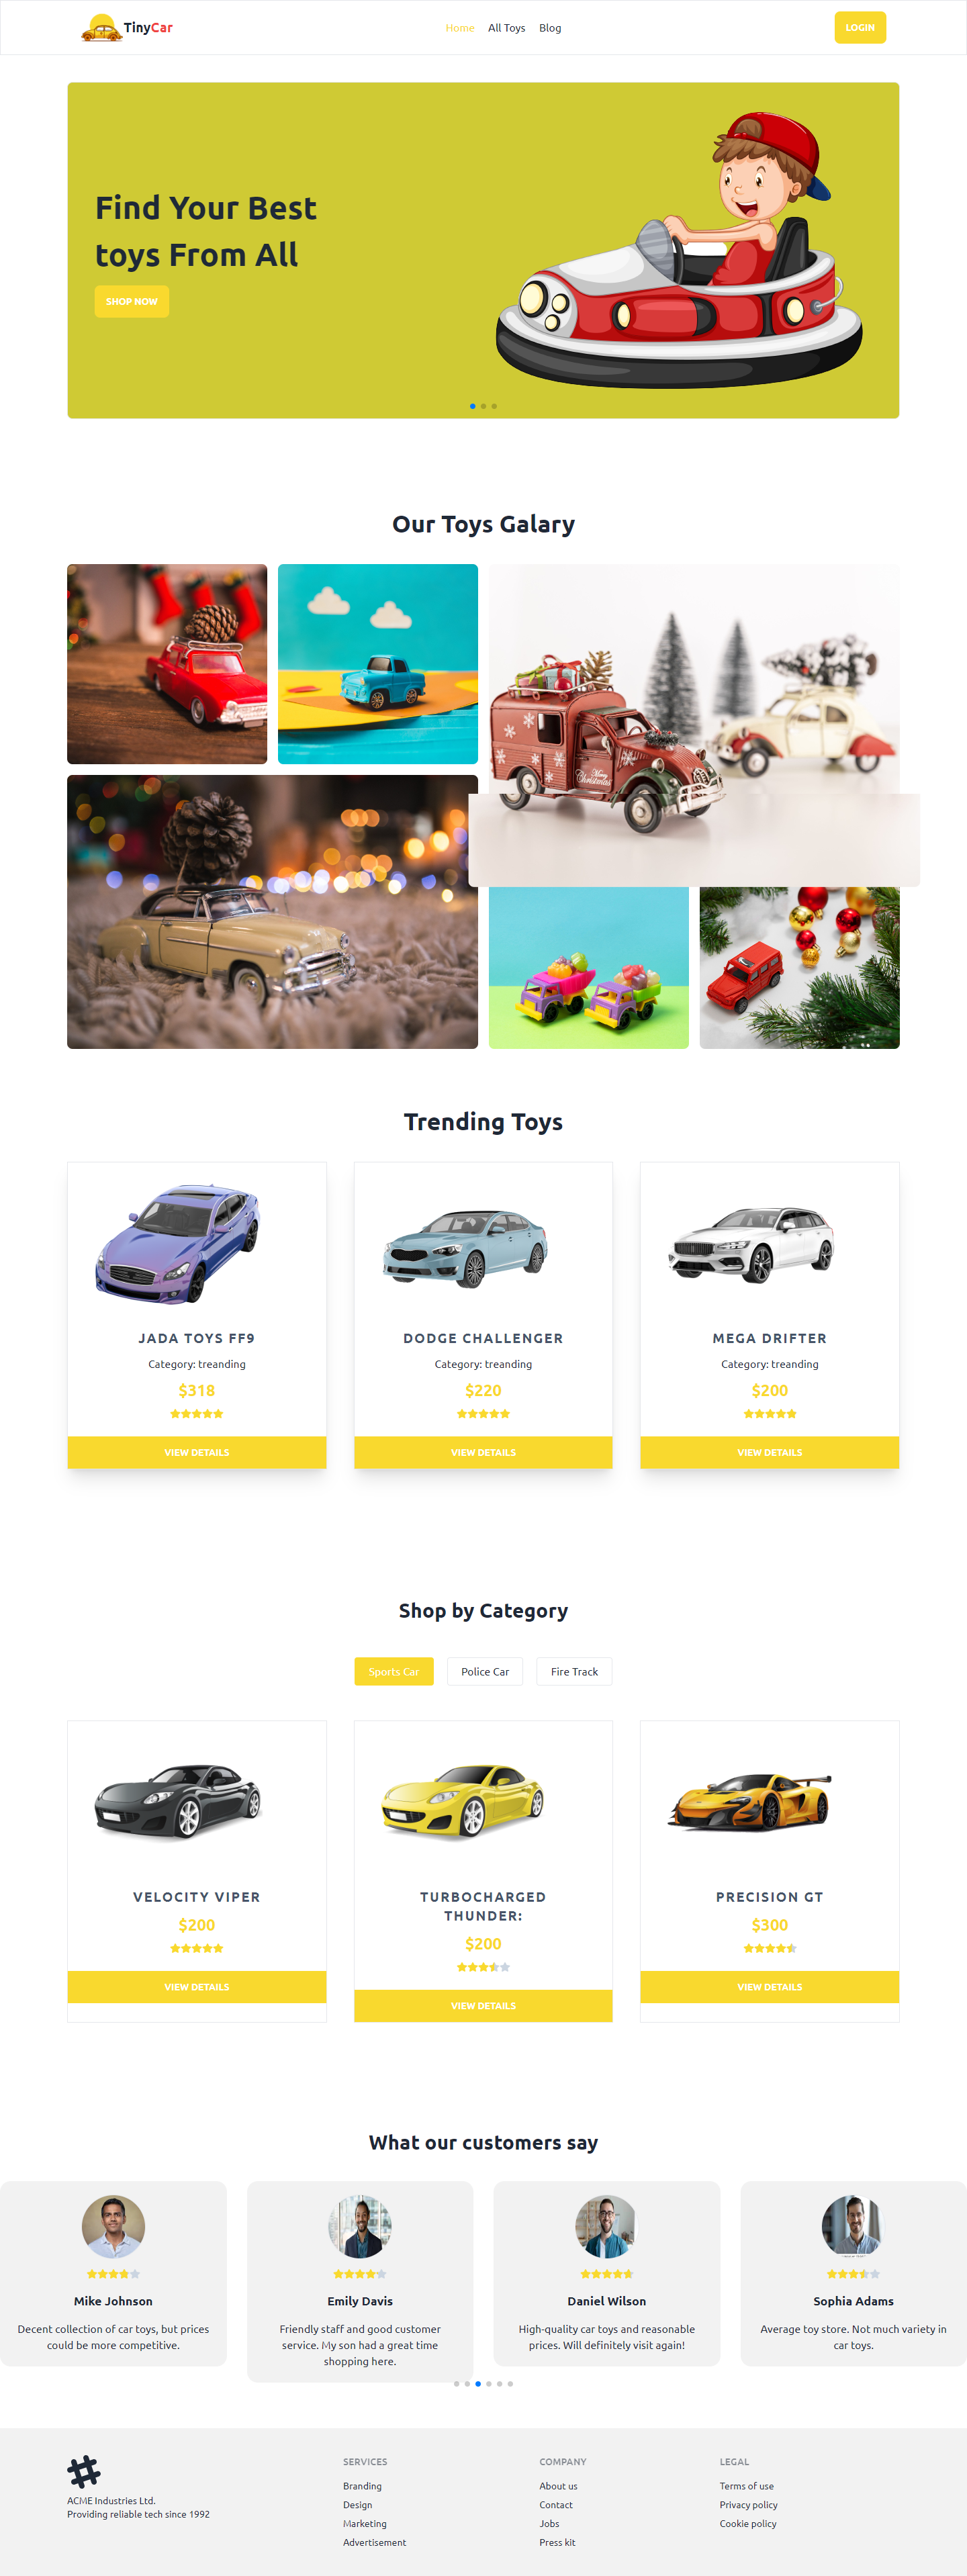 TinyCar
Home All Toys Blog
LOGIN
Find Your Best
toys From All
SHOP NOW
Our Toys Galary
Merry
Christmas
Trending Toys
JADA TOYS FF9
Category: treanding
$318
VIEW DETAILS
DODGE CHALLENGER
Category: treanding
$220
VIEW DETAILS
MEGA DRIFTER
Category: treanding
$200
VIEW DETAILS
Shop by Category
Sports Car Police Car Fire Track
VELOCITY VIPER
$200
VIEW DETAILS
TURBOCHARGED
THUNDER:
$200
VIEW DETAILS
PRECISION GT
$300
VIEW DETAILS
What our customers say
Mike Johnson
Decent collection of car toys, but prices
could be more competitive.
Emily Davis
Friendly staff and good customer
service. My son had a great time
shopping here.
Daniel Wilson
High-quality car toys and reasonable
prices. Will definitely visit again!
Sophia Adams
Average toy store. Not much variety in
car toys.
ACME Industries Ltd.
Providing reliable tech since 1992
SERVICES
Branding
Design
Marketing
Advertisement
COMPANY
About us
Contact
Jobs
Press kit
LEGAL
Terms of use
Privacy policy
Cookie policy